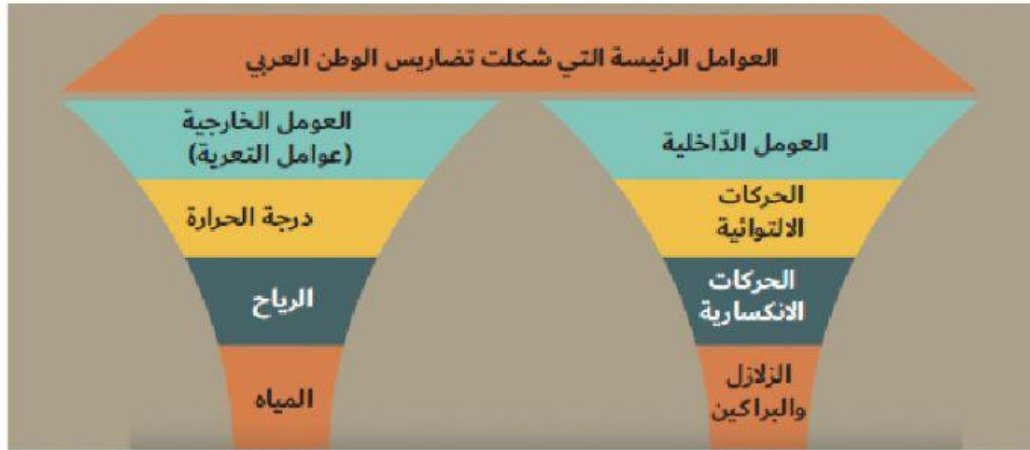 العوامل الرئيسة التي شكلت تضاريس الوطن العربي
العومل الدّاخلية
الحركات
الالتوائية
الحركات
الانكسارية
الزلازل
والبراكين
العومل الخارجية
(عوامل التعرية)
درجة الحرارة
الرياح
المياه